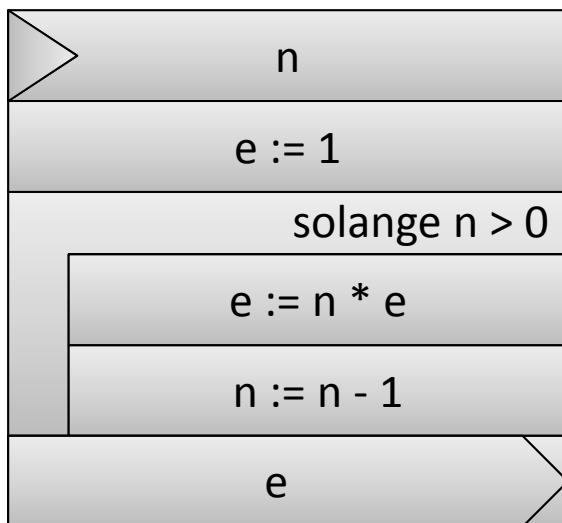 n
e := 1
solange n > 0
e := n * e
n := n - 1
e